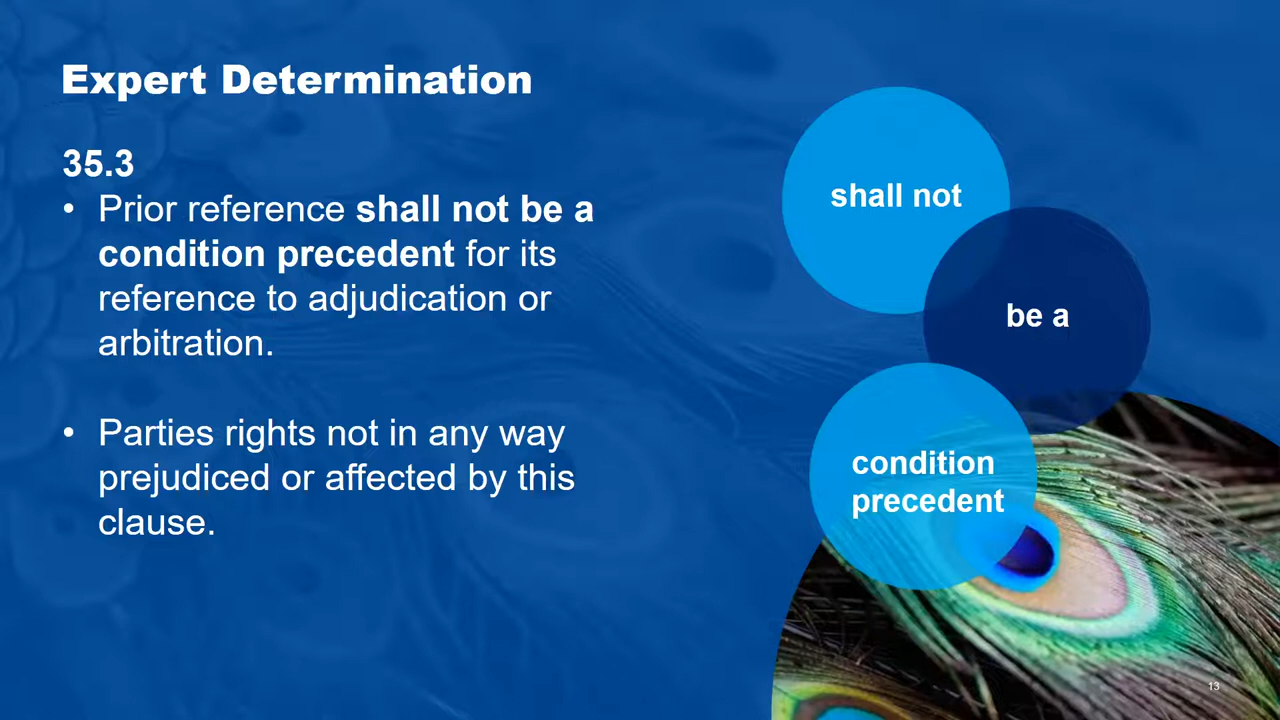 Expert Determination
35.3
• Prior reference shall not be a
condition precedent for its
reference to adjudication or
arbitration.
• Parties rights not in any way
prejudiced or affected by this
clause.
shall not
be a
condition
precedent
13